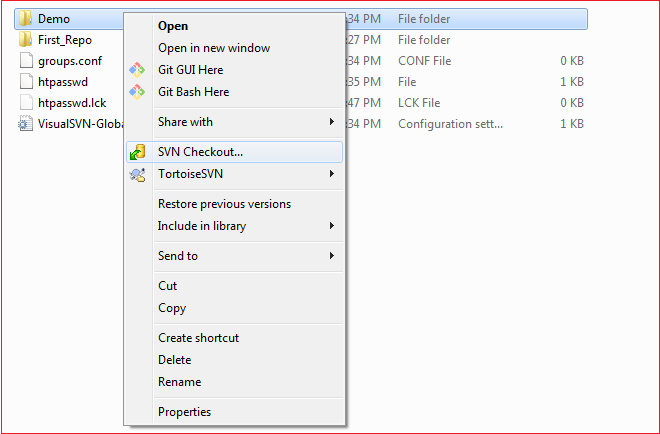 Demo
:34 PM File folder
First_Repo
:27 PM File folder
groups.conf
:34 PM CONF File 0 KB
htpasswd
:35 PM File 1 KB
htpasswd.lck
:47 PM LCK File 0 KB
VisualSVN-Globa
:34 PM Configuration sett... 1 KB
Open
Open in new window
Git GUI Here
Git Bash Here
Share with
SVN Checkout...
TortoiseSVN
Restore previous versions
Include in library
Send to
Cut
Copy
Create shortcut
Delete
Rename
Properties